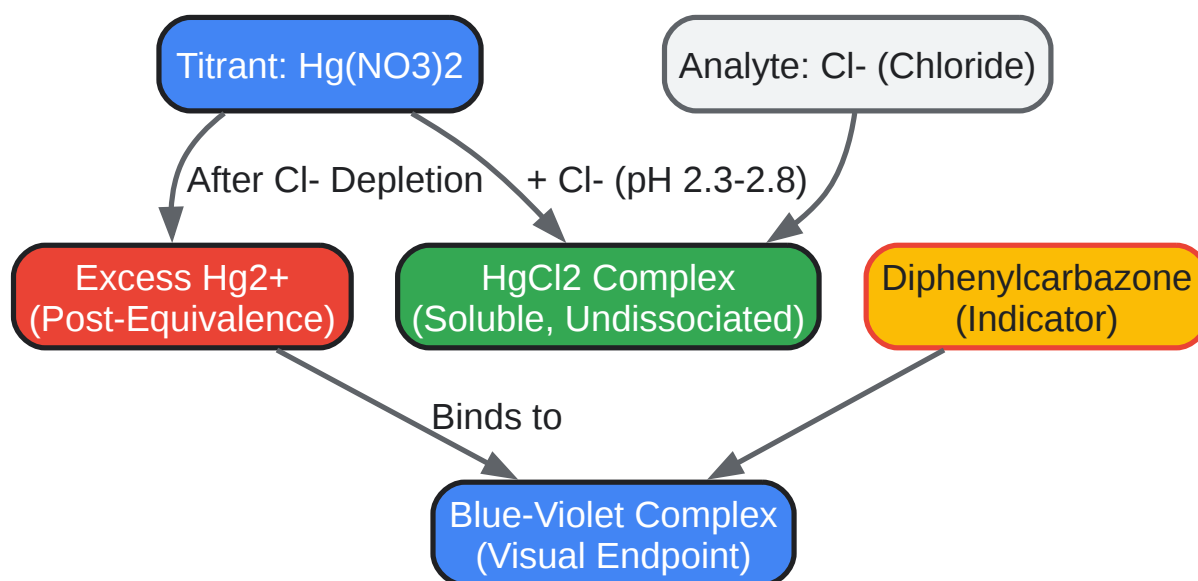 Titrant: Hg(NO3)2
Analyte: Cl- (Chloride)
After Cl- Depletion
+ Cl- (pH 2.3-2.8)
Excess Hg2+
(Post-Equivalence)
HgCl2 Complex
(Soluble, Undissociated)
Diphenylcarbazone
(Indicator)
Binds to
Blue-Violet Complex
(Visual Endpoint)